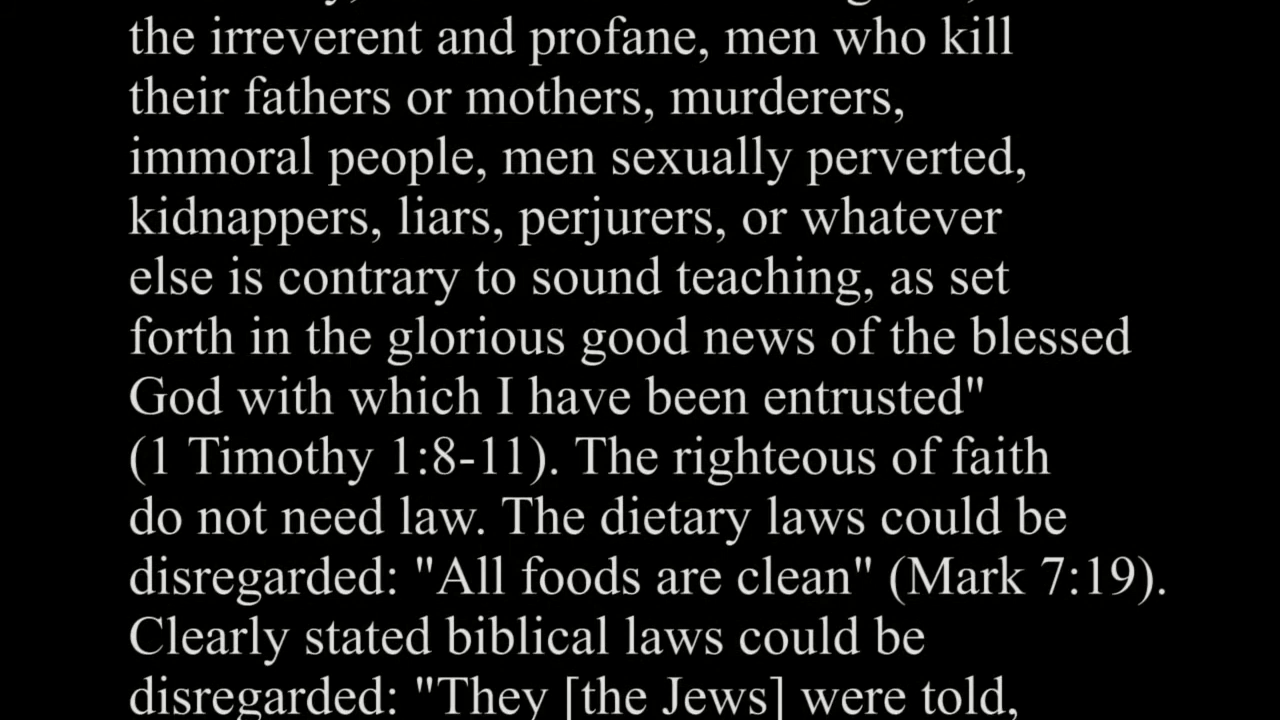 the irreverent and profane, men who kill
their fathers or mothers, murderers,
immoral people, men sexually perverted,
kidnappers, liars, perjurers, or whatever
else is contrary to sound teaching, as set
forth in the glorious good news of the blessed
God with which I have been entrusted"
(1 Timothy 1:8-11). The righteous of faith
do not need law. The dietary laws could be
disregarded: "All foods are clean" (Mark 7:19).
Clearly stated biblical laws could be
disregarded: "They [the Jews] were told,